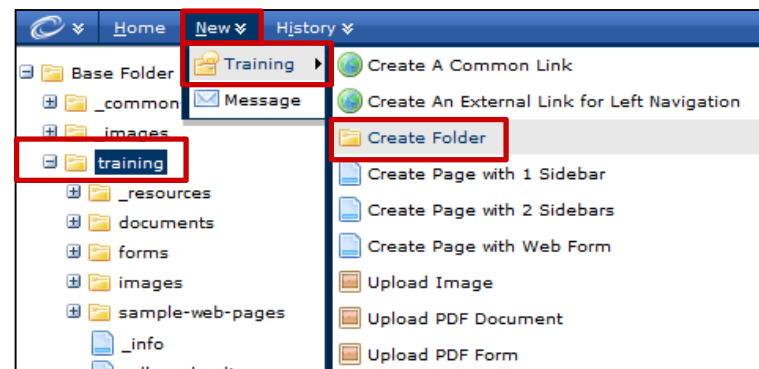 Home New History
Base Folder
_common
_images
training
_resources
documents
forms
images
sample-web-pages
_info
Training
Message
Create A Common Link
Create An External Link for Left Navigation
Create Folder
Create Page with 1 Sidebar
Create Page with 2 Sidebars
Create Page with Web Form
Upload Image
Upload PDF Document
Upload PDF Form